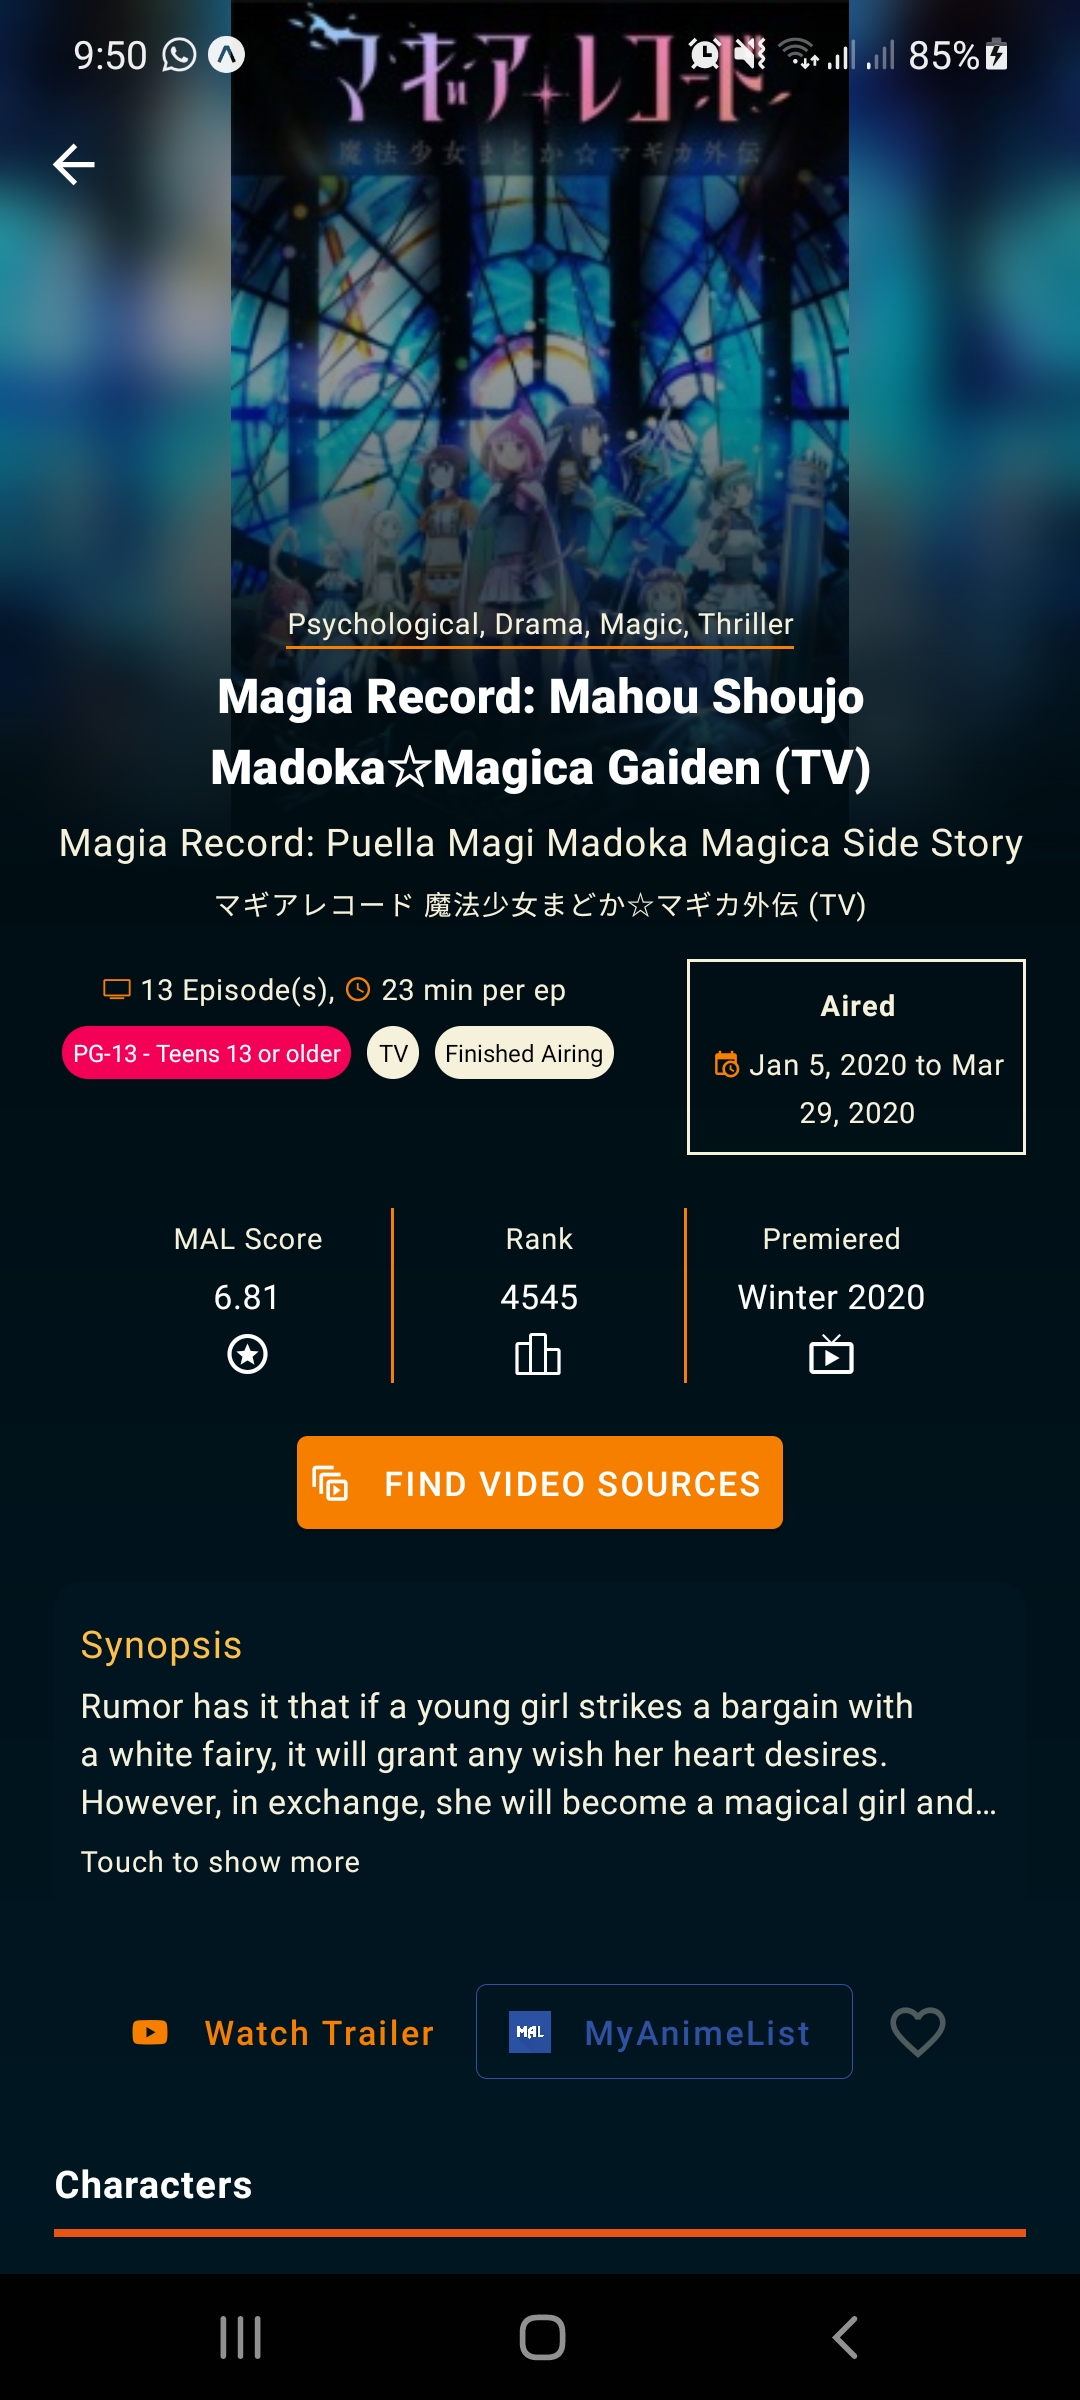 9:50
85%
マギアレコード
魔法少女まどか☆マギカ外伝
Psychological, Drama, Magic, Thriller
Magia Record: Mahou Shoujo
Madoka☆Magica Gaiden (TV)
Magia Record: Puella Magi Madoka Magica Side Story
マギアレコード 魔法少女まどか☆マギカ外伝 (TV)
13 Episode(s), 23 min per ep
PG-13 - Teens 13 or older TV Finished Airing
Aired
Jan 5, 2020 to Mar
29, 2020
MAL Score
6.81
Rank
4545
Premiered
Winter 2020
FIND VIDEO SOURCES
Synopsis
Rumor has it that if a young girl strikes a bargain with
a white fairy, it will grant any wish her heart desires.
However, in exchange, she will become a magical girl and…
Touch to show more
Watch Trailer
MAL MyAnimeList
Characters